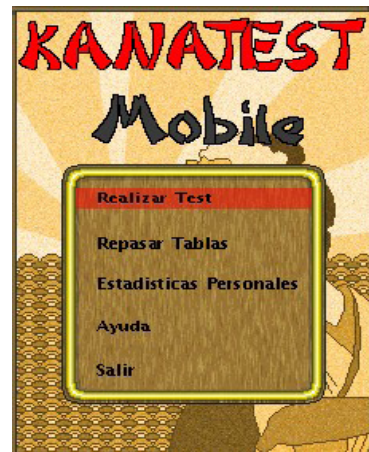 KANATEST
Mobile
Realizar Test
Repasar Tablas
Estadisticas Personales
Ayuda
Salir